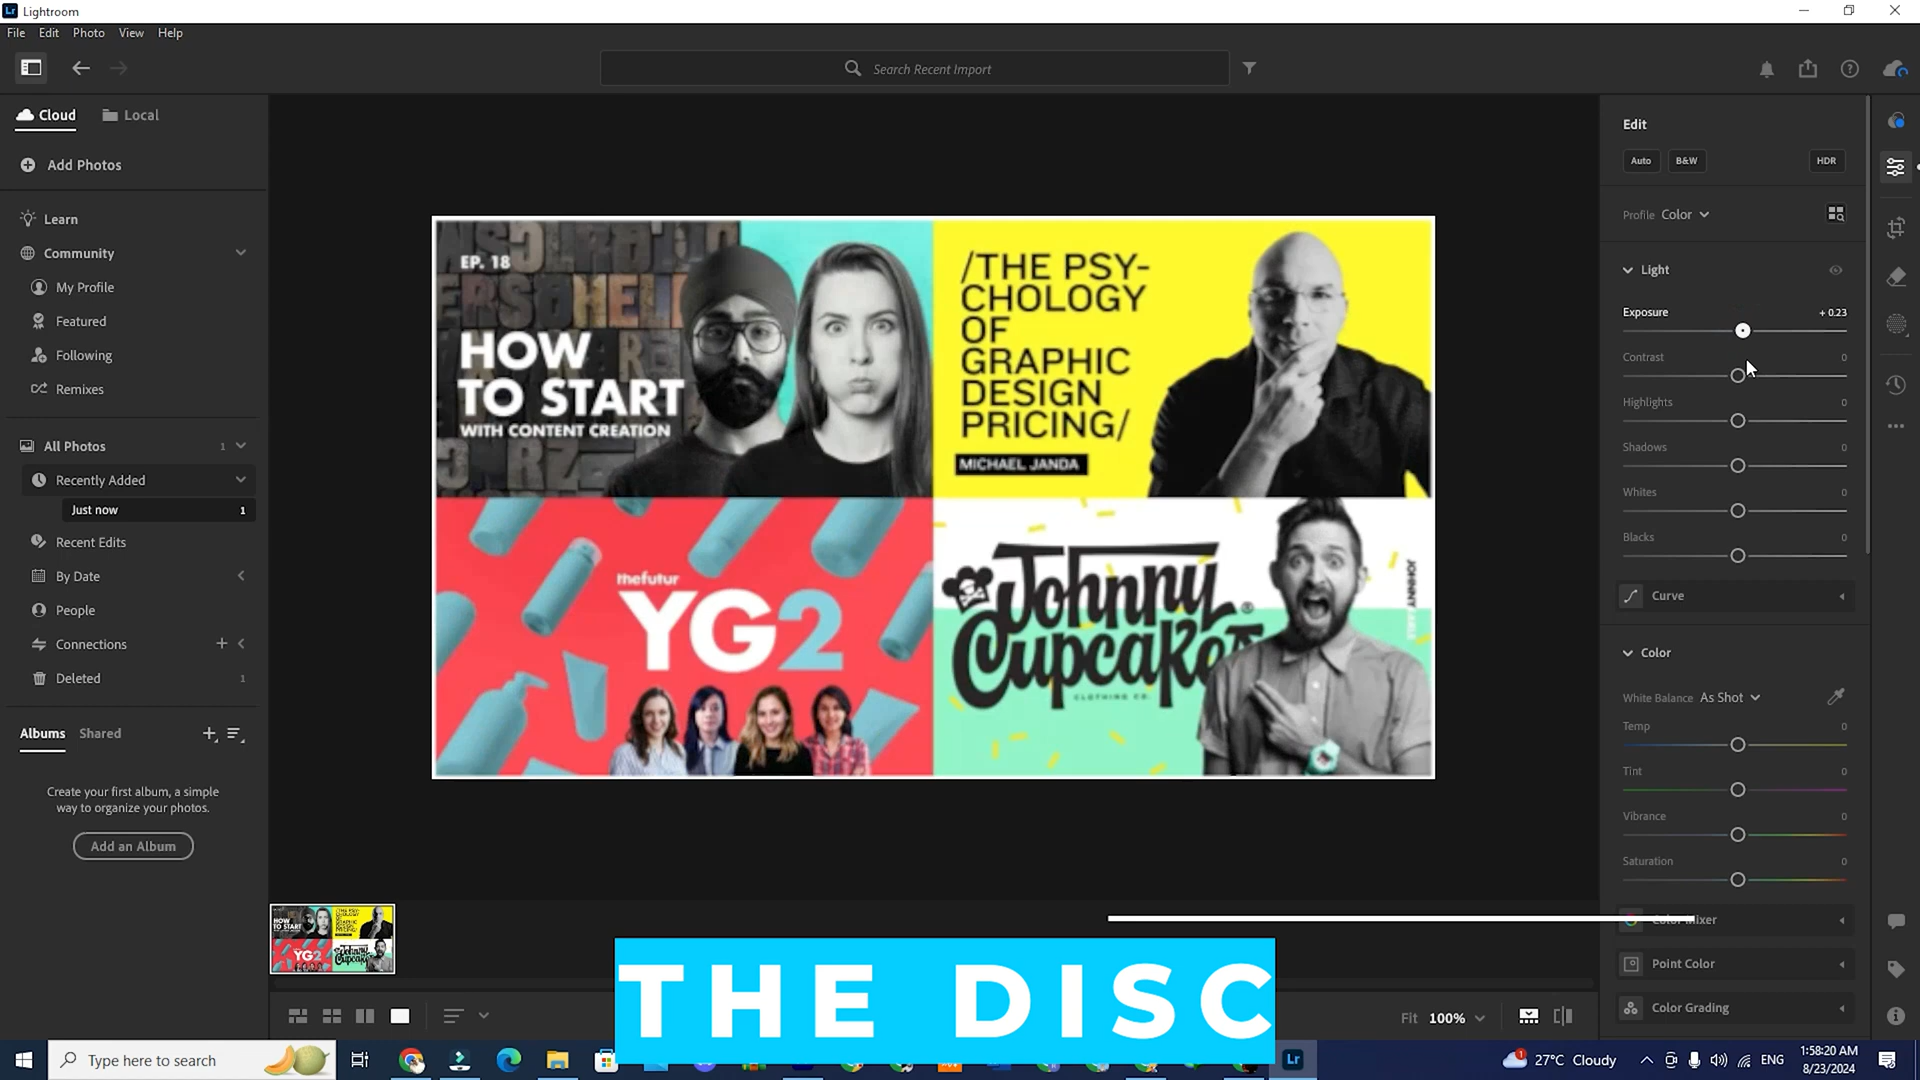 Lr Lightroom
File Edit Photo View Help
Search Recent Import
Cloud Local
Add Photos
Learn
Community
My Profile
Featured
Following
Remixes
All Photos 1
Recently Added
Just now 1
Recent Edits
By Date
People
Connections
Deleted 1
Albums Shared
Create your first album, a simple
way to organize your photos.
Add an Album
EP. 18
HOW
TO START
WITH CONTENT CREATION
/THE PSY-
CHOLOGY
OF
GRAPHIC
DESIGN
PRICING/
MICHAEL JANDA
thefutur
YG2
Johnny
Cupcakes
CLOTHING CO.
Edit
Auto B&W HDR
Profile Color
Light
Exposure + 0.23
Contrast 0
Highlights 0
Shadows 0
Whites 0
Blacks 0
Curve
Color
White Balance As Shot
Temp 0
Tint 0
Vibrance 0
Saturation 0
Color Mixer
Point Color
Color Grading
Fit 100%
THE DISC
Type here to search
Lr
1
27°C Cloudy
ENG
1:58:20 AM
8/23/2024